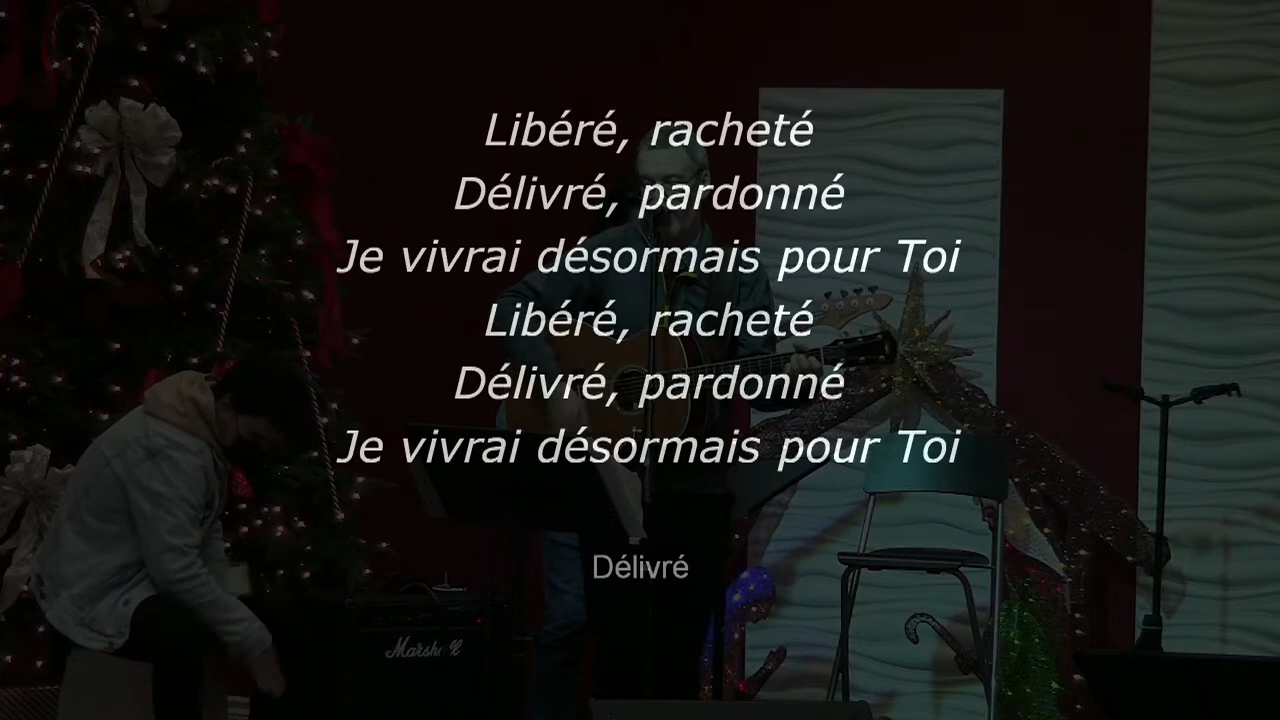 Libéré, racheté
Délivré, pardonné
Je vivrai désormais pour Toi
Libéré, racheté
Délivré, pardonné
Je vivrai désormais pour Toi
Délivré
Marshall